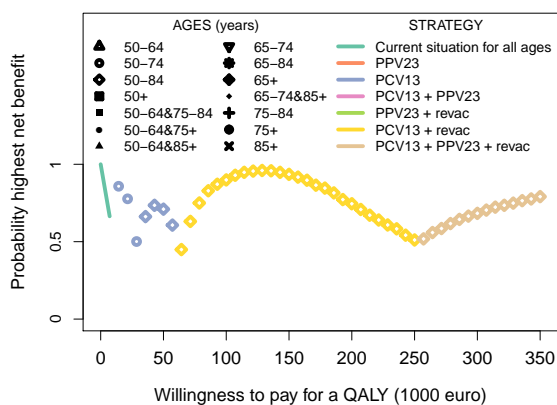 AGES (years) STRATEGY
50−64 65−74 Current situation for all ages
50−74 65−84 PPV23
50−84 65+ PCV13
50+ 65−74&85+ PCV13 + PPV23
50−64&75−84 75−84 PPV23 + revac
50−64&75+ 75+ PCV13 + revac
50−64&85+ 85+ PCV13 + PPV23 + revac
Probability highest net benefit
1
0.5
0
0 50 100 150 200 250 300 350
Willingness to pay for a QALY (1000 euro)